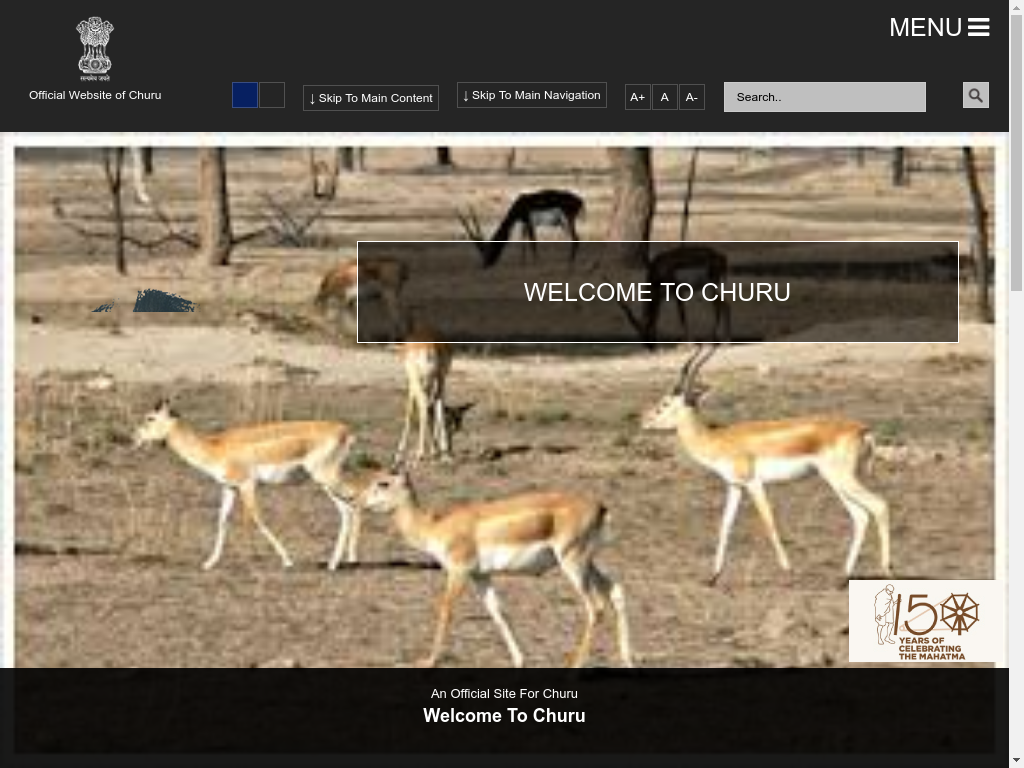 MENU
सत्यमेव जयते
Official Website of Churu
↓ Skip To Main Content
↓ Skip To Main Navigation
A+
A
A-
Search..
WELCOME TO CHURU
150
YEARS OF
CELEBRATING
THE MAHATMA
An Official Site For Churu
Welcome To Churu